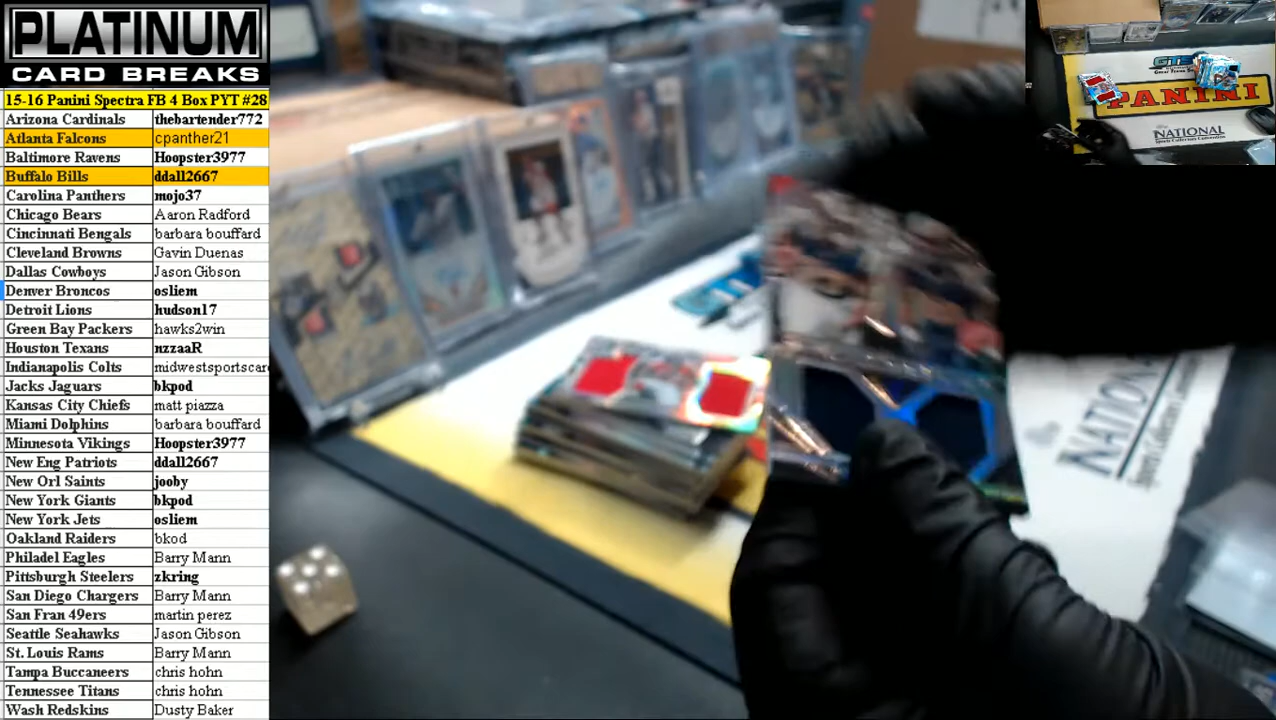 PLATINUM
CARD BREAKS
15-16 Panini Spectra FB 4 Box PYT #28
Arizona Cardinals thebartender772
Atlanta Falcons cpanther21
Baltimore Ravens Hoopster3977
Buffalo Bills ddall2667
Carolina Panthers mojo37
Chicago Bears Aaron Radford
Cincinnati Bengals barbara bouffard
Cleveland Browns Gavin Duenas
Dallas Cowboys Jason Gibson
Denver Broncos osliem
Detroit Lions hudson17
Green Bay Packers hawks2win
Houston Texans nzzaaR
Indianapolis Colts midwestsportscar
Jacks Jaguars bkpod
Kansas City Chiefs matt piazza
Miami Dolphins barbara bouffard
Minnesota Vikings Hoopster3977
New Eng Patriots ddall2667
New Orl Saints jooby
New York Giants bkpod
New York Jets osliem
Oakland Raiders bkod
Philadel Eagles Barry Mann
Pittsburgh Steelers zkring
San Diego Chargers Barry Mann
San Fran 49ers martin perez
Seattle Seahawks Jason Gibson
St. Louis Rams Barry Mann
Tampa Buccaneers chris hohn
Tennessee Titans chris hohn
Wash Redskins Dusty Baker
GTS
PANINI
NATIONAL
NATION